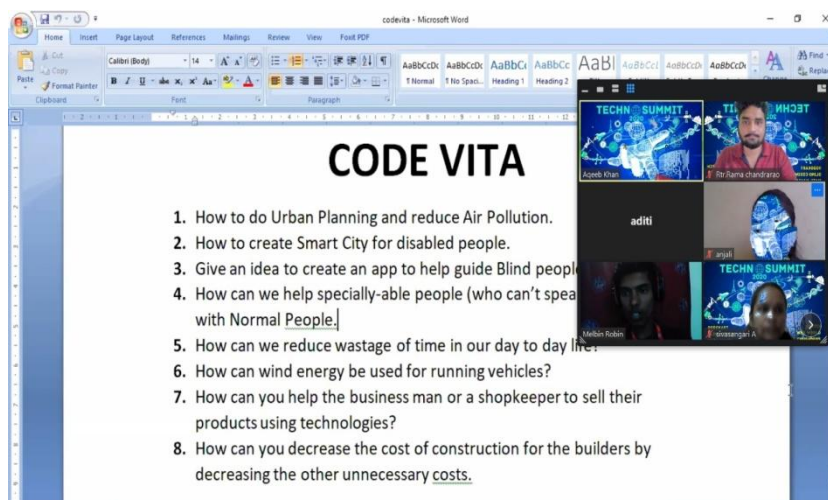 codevita - Microsoft Word
Home Insert Page Layout References Mailings Review View Foxit PDF
Cut
Copy
Paste
Format Painter
Calibri (Body) 14
AaBbCcDc AaBbCcDc AaBbC AaBbCc AaBl AaBbCcL AaBbCcDc AaBbCcDc
¶ Normal ¶ No Spaci... Heading 1 Heading 2
Find
Clipboard Font Paragraph
CODE VITA
1. How to do Urban Planning and reduce Air Pollution.
2. How to create Smart City for disabled people.
3. Give an idea to create an app to help guide Blind
4. How can we help specially-able people (who can't
with Normal People.
5. How can we reduce wastage of time in our day to day
6. How can wind energy be used for running vehicles?
7. How can you help the business man or a shopkeeper to sell their
products using technologies?
8. How can you decrease the cost of construction for the builders by
decreasing the other unnecessary costs.
TECHNO SUMMIT
Aqeeb Khan
Rtr.Rama chandrarao
aditi
anjali
Melbin Robin
TECHNO SUMMIT
2020
sivasangari A